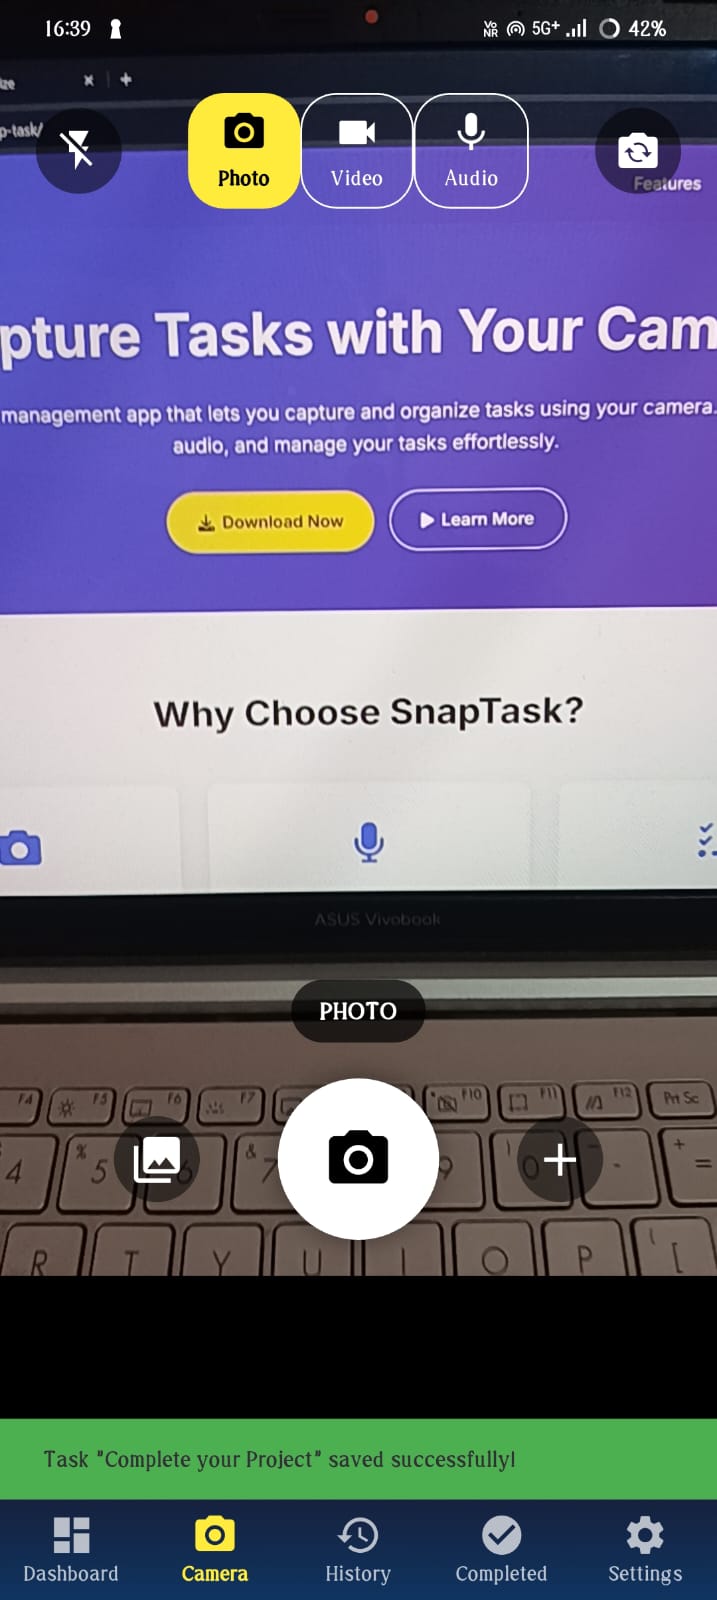 16:39
Vo NR 5G+ 42%
ize × +
p-task/
Photo Video Audio
Features
pture Tasks with Your Cam
management app that lets you capture and organize tasks using your camera.
audio, and manage your tasks effortlessly.
Download Now Learn More
Why Choose SnapTask?
ASUS Vivobook
PHOTO
F4 F5 F6 F7 F10 F11 F12 Prt Sc
4 % 5 6 & 7 9 ) 0 - + =
R T Y U I O P { [
Task "Complete your Project" saved successfully!
Dashboard Camera History Completed Settings